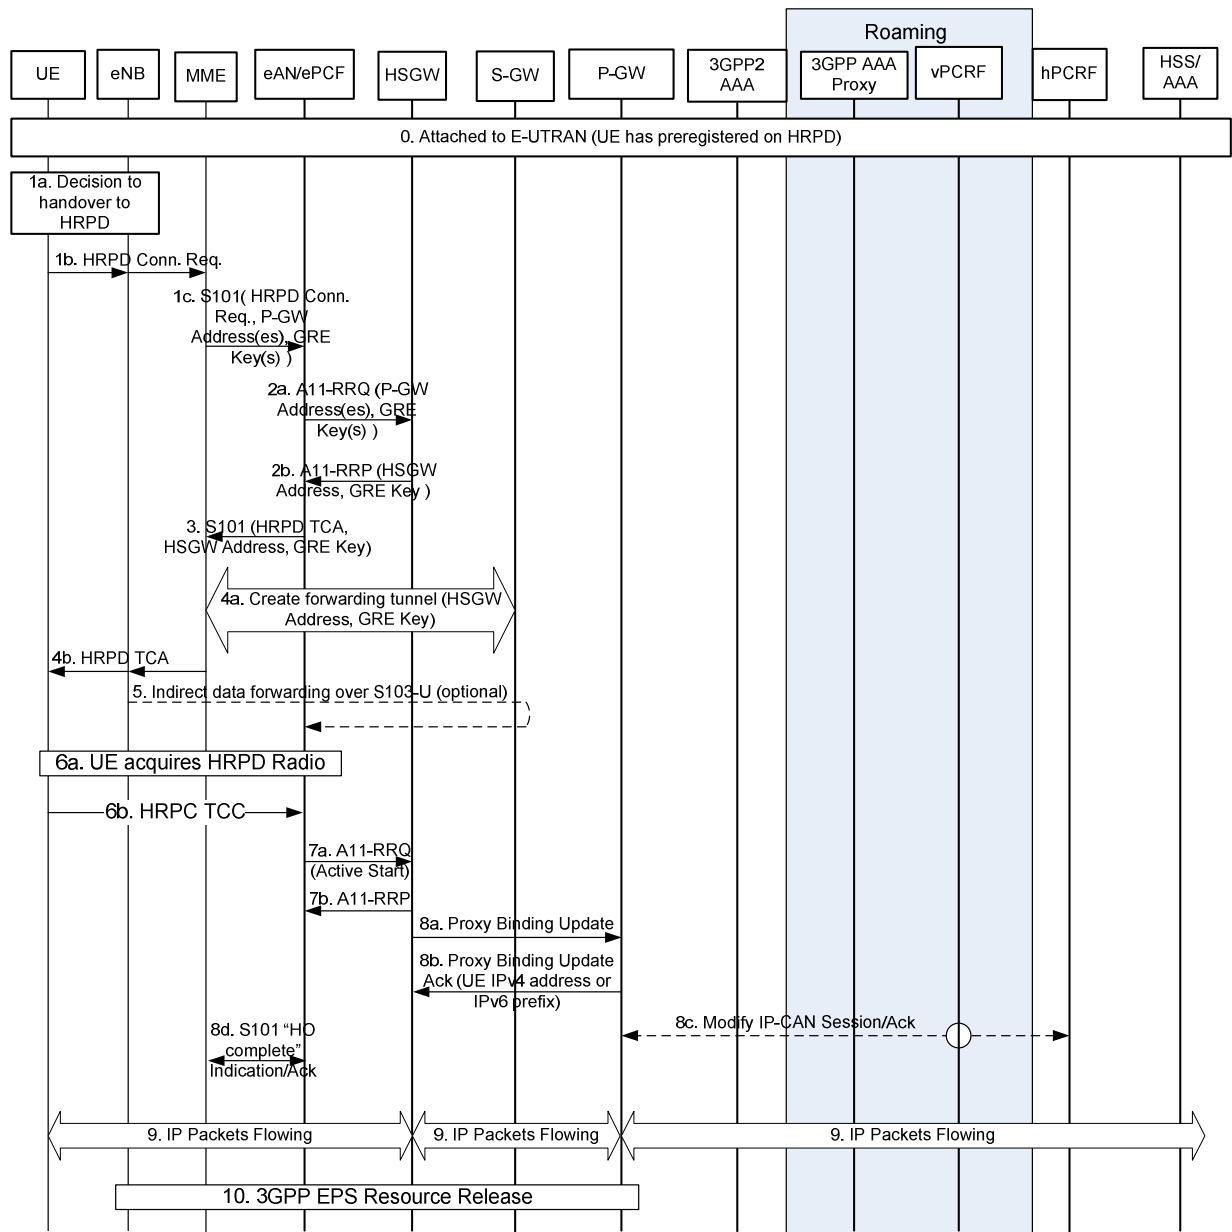 Roaming
UE
eNB
MME
eAN/ePCF
HSGW
S-GW
P-GW
3GPP2
AAA
3GPP AAA
Proxy
vPCRF
hPCRF
HSS/
AAA
0. Attached to E-UTRAN (UE has preregistered on HRPD)
1a. Decision to
handover to
HRPD
1b. HRPD Conn. Req.
1c. S101( HRPD Conn.
Req., P-GW
Address(es), GRE
Key(s) )
2a. A11-RRQ (P-GW
Address(es), GRE
Key(s) )
2b. A11-RRP (HSGW
Address, GRE Key )
3. S101 (HRPD TCA,
HSGW Address, GRE Key)
4a. Create forwarding tunnel (HSGW
Address, GRE Key)
4b. HRPD TCA
5. Indirect data forwarding over S103-U (optional)
6a. UE acquires HRPD Radio
6b. HRPC TCC
7a. A11-RRQ
(Active Start)
7b. A11-RRP
8a. Proxy Binding Update
8b. Proxy Binding Update
Ack (UE IPv4 address or
IPv6 prefix)
8c. Modify IP-CAN Session/Ack
8d. S101 “HO
complete”
Indication/Ack
9. IP Packets Flowing
9. IP Packets Flowing
9. IP Packets Flowing
10. 3GPP EPS Resource Release